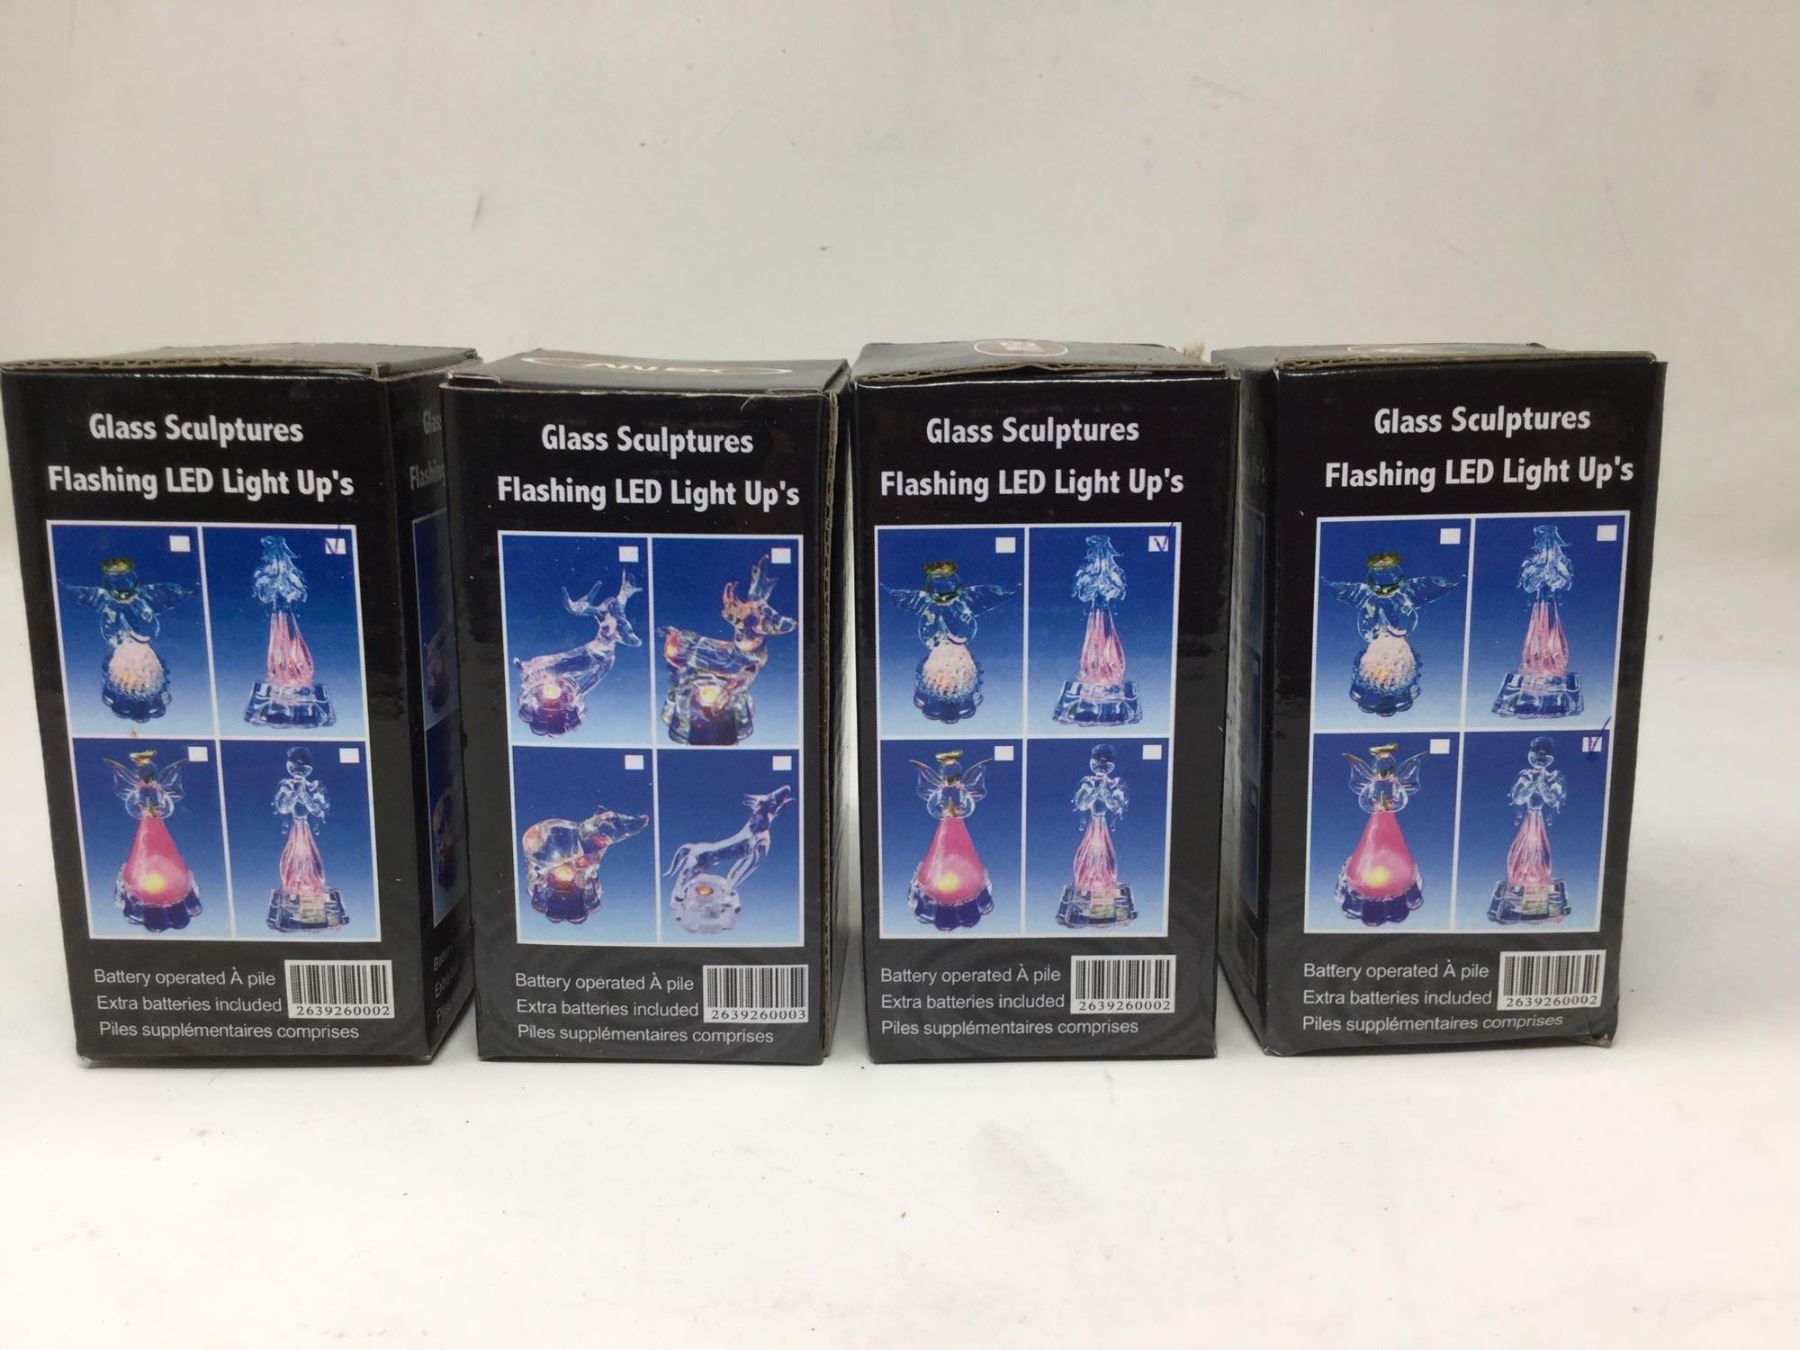 Glass Sculptures
Flashing LED Light Up's
Battery operated À pile
Extra batteries included
Piles supplémentaires comprises
2639260002
Glass Sculptures
Flashing LED Light Up's
Battery operated À pile
Extra batteries included
Piles supplémentaires comprises
2639260003
Glass Sculptures
Flashing LED Light Up's
Battery operated À pile
Extra batteries included
Piles supplémentaires comprises
2639260002
Glass Sculptures
Flashing LED Light Up's
Battery operated À pile
Extra batteries included
Piles supplémentaires comprises
2639260002